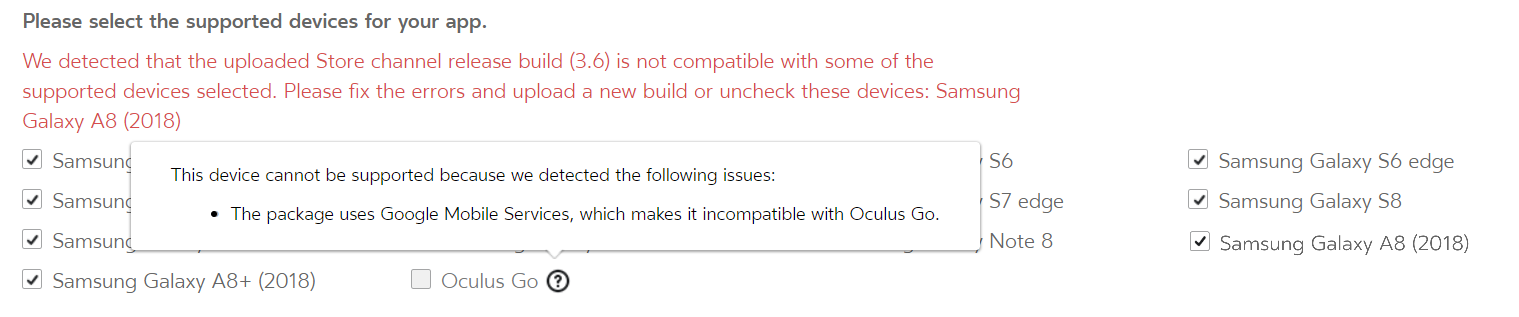 Please select the supported devices for your app.
We detected that the uploaded Store channel release build (3.6) is not compatible with some of the
supported devices selected. Please fix the errors and upload a new build or uncheck these devices: Samsung
Galaxy A8 (2018)
Samsung S6 Samsung Galaxy S6 edge
This device cannot be supported because we detected the following issues:
Samsung S7 edge Samsung Galaxy S8
• The package uses Google Mobile Services, which makes it incompatible with Oculus Go.
Samsung Note 8 Samsung Galaxy A8 (2018)
Samsung Galaxy A8+ (2018) Oculus Go ?